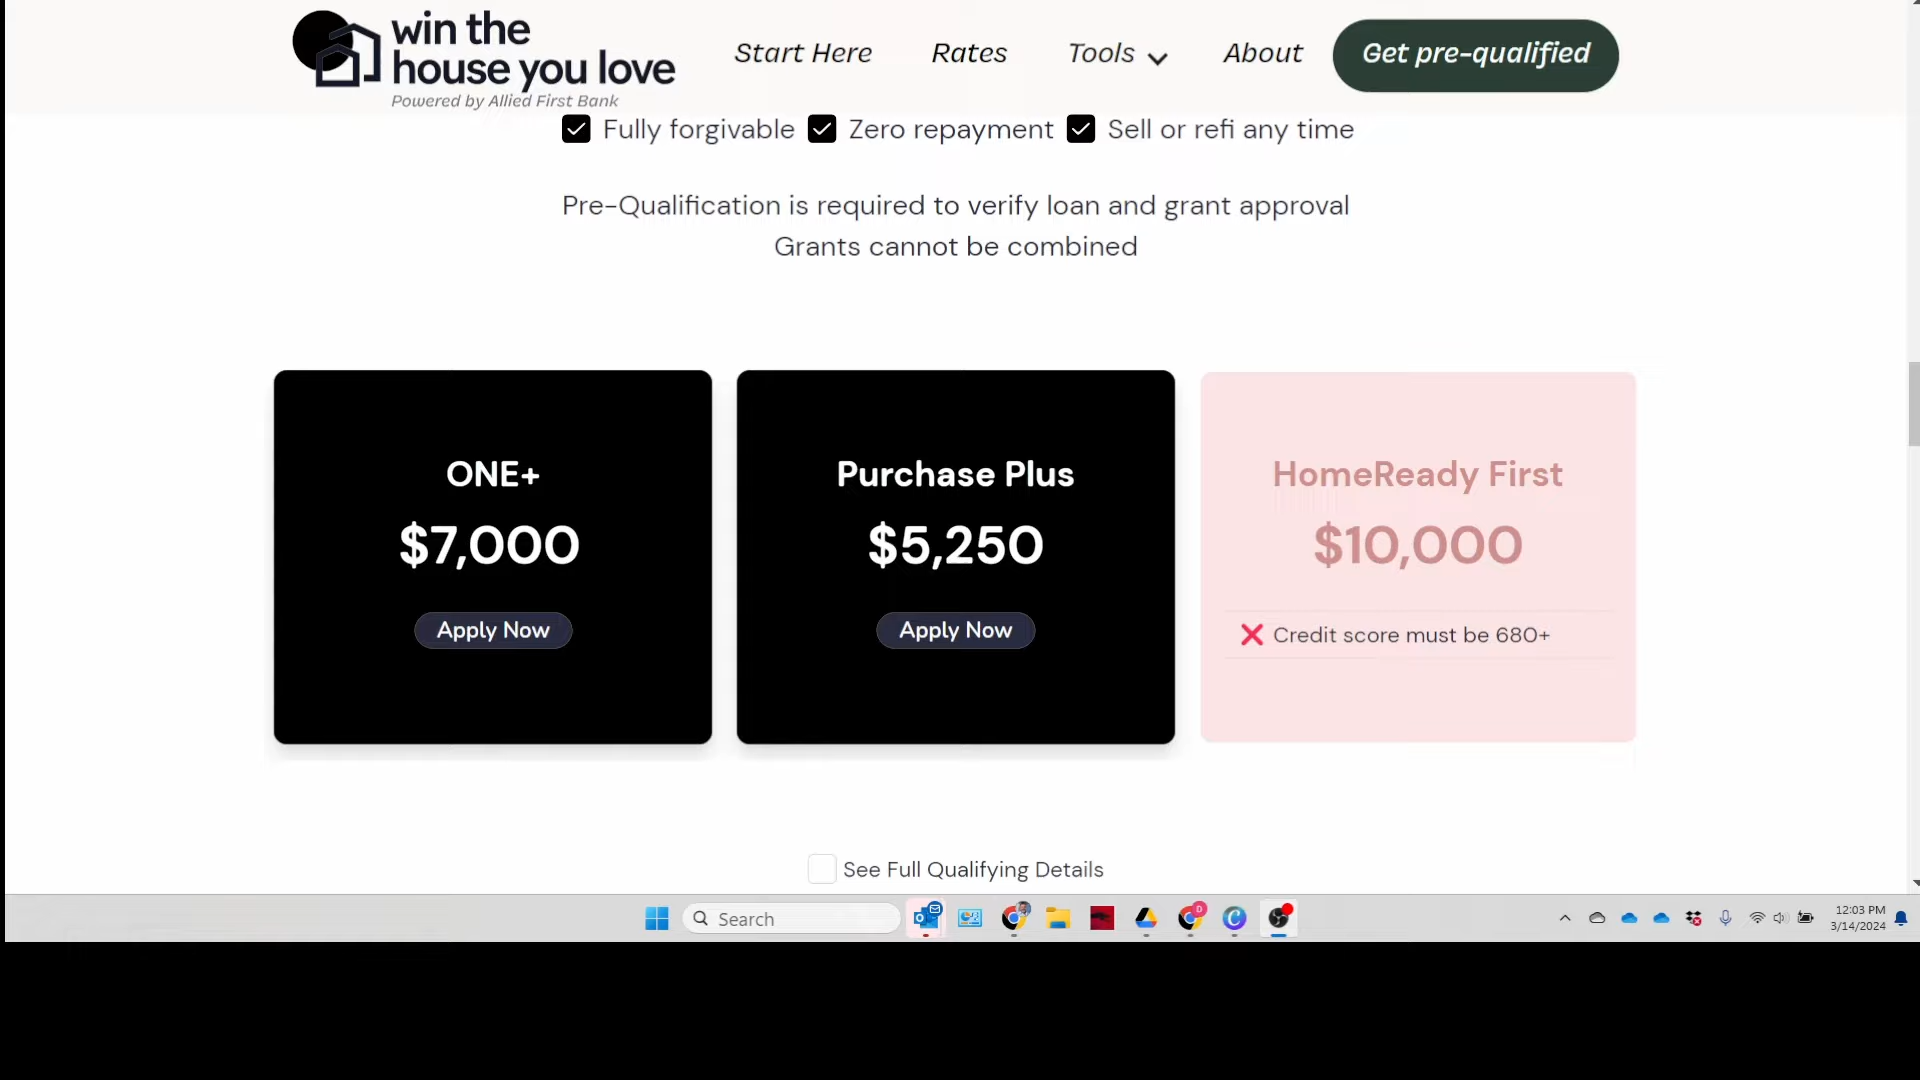 win the
house you love
Powered by Allied First Bank
Start Here Rates Tools About Get pre-qualified
Fully forgivable Zero repayment Sell or refi any time
Pre-Qualification is required to verify loan and grant approval
Grants cannot be combined
ONE+
$7,000
Apply Now
Purchase Plus
$5,250
Apply Now
HomeReady First
$10,000
Credit score must be 680+
See Full Qualifying Details
Search
12:03 PM
3/14/2024